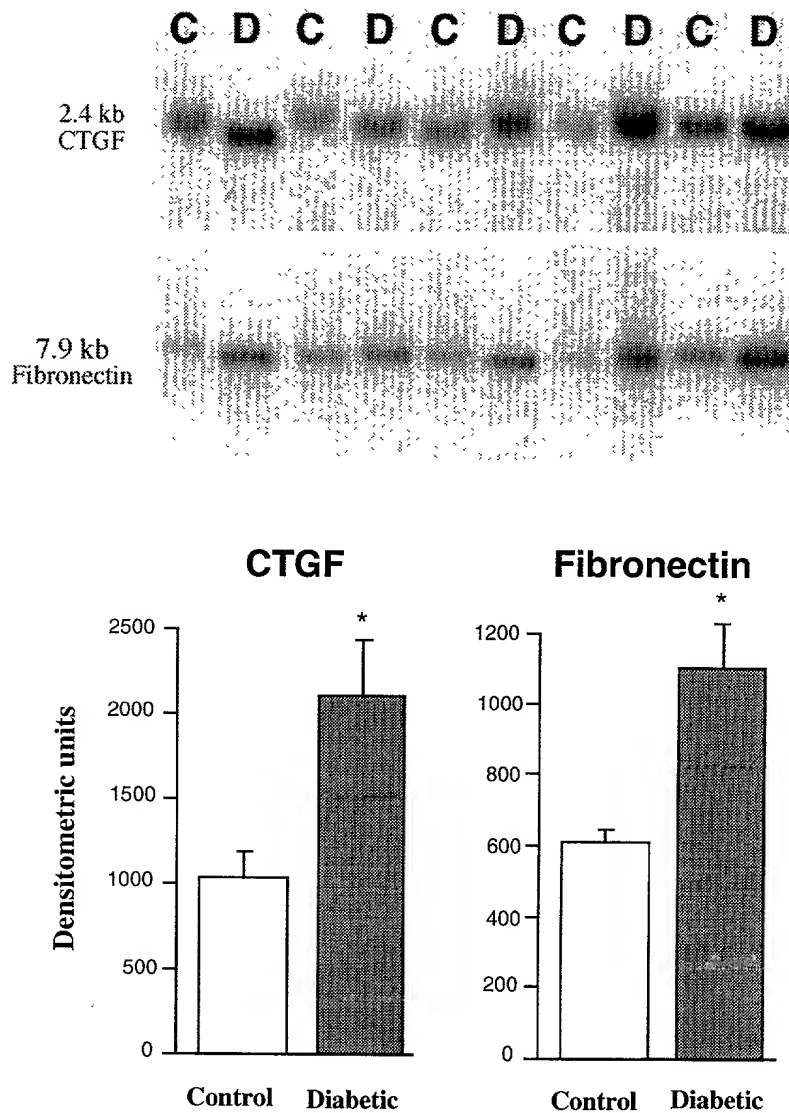 C D C D C D C D C D
2.4 kb
CTGF
7.9 kb
Fibronectin
CTGF
Fibronectin
*
*
2500
2000
1500
1000
500
0
1200
1000
800
600
400
200
0
Densitometric units
Control Diabetic
Control Diabetic